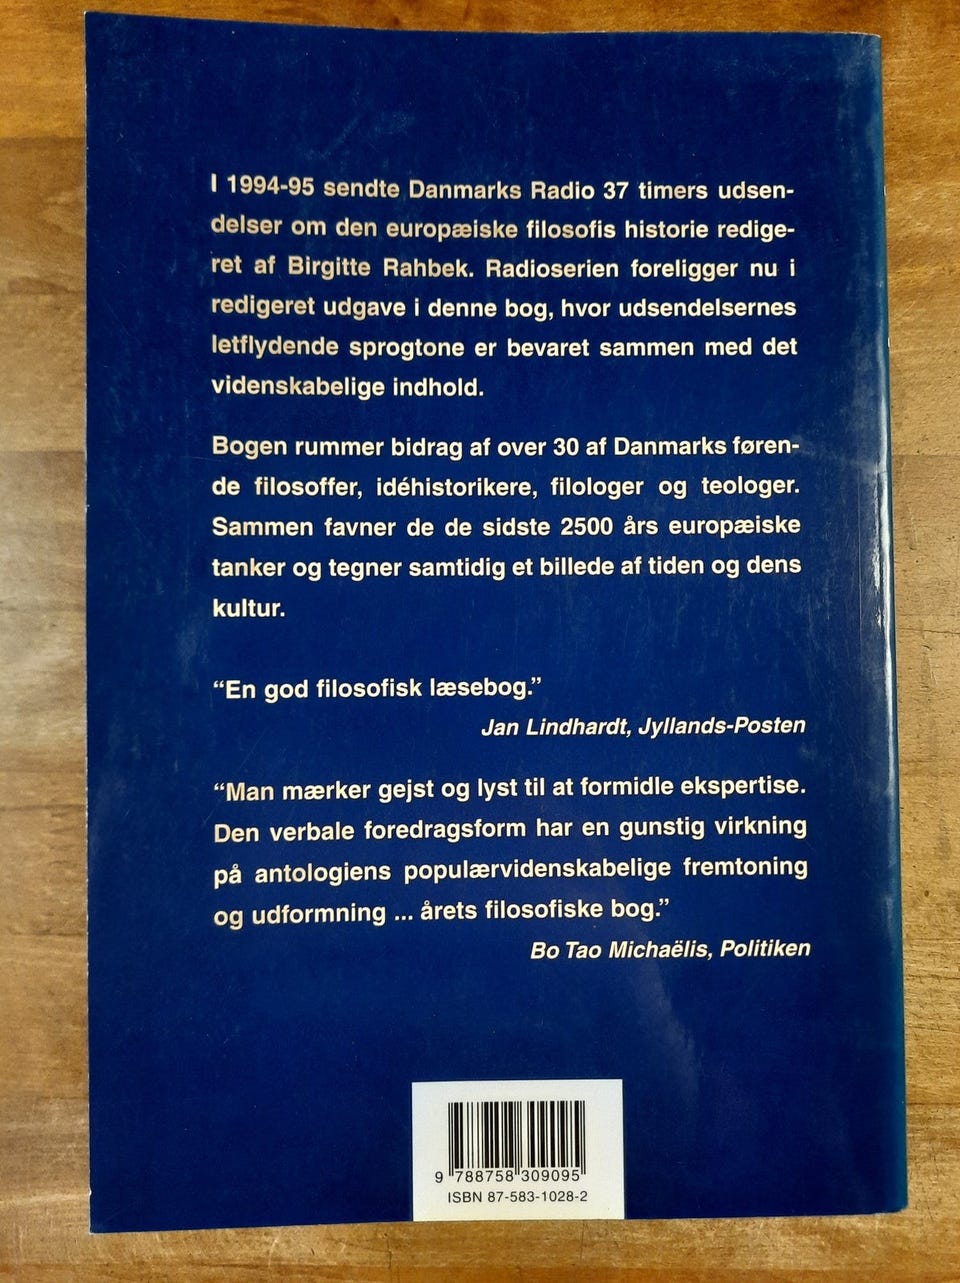 I 1994-95 sendte Danmarks Radio 37 timers udsen-
delser om den europæiske filosofis historie redige-
ret af Birgitte Rahbek. Radioserien foreligger nu i
redigeret udgave i denne bog, hvor udsendelsernes
letflydende sprogtone er bevaret sammen med det
videnskabelige indhold.
Bogen rummer bidrag af over 30 af Danmarks føren-
de filosoffer, idéhistorikere, filologer og teologer.
Sammen favner de de sidste 2500 års europæiske
tanker og tegner samtidig et billede af tiden og dens
kultur.
“En god filosofisk læsebog.”
Jan Lindhardt, Jyllands-Posten
“Man mærker gejst og lyst til at formidle ekspertise.
Den verbale foredragsform har en gunstig virkning
på antologiens populærvidenskabelige fremtoning
og udformning ... årets filosofiske bog.”
Bo Tao Michaëlis, Politiken
9 788758 309095
ISBN 87-583-1028-2